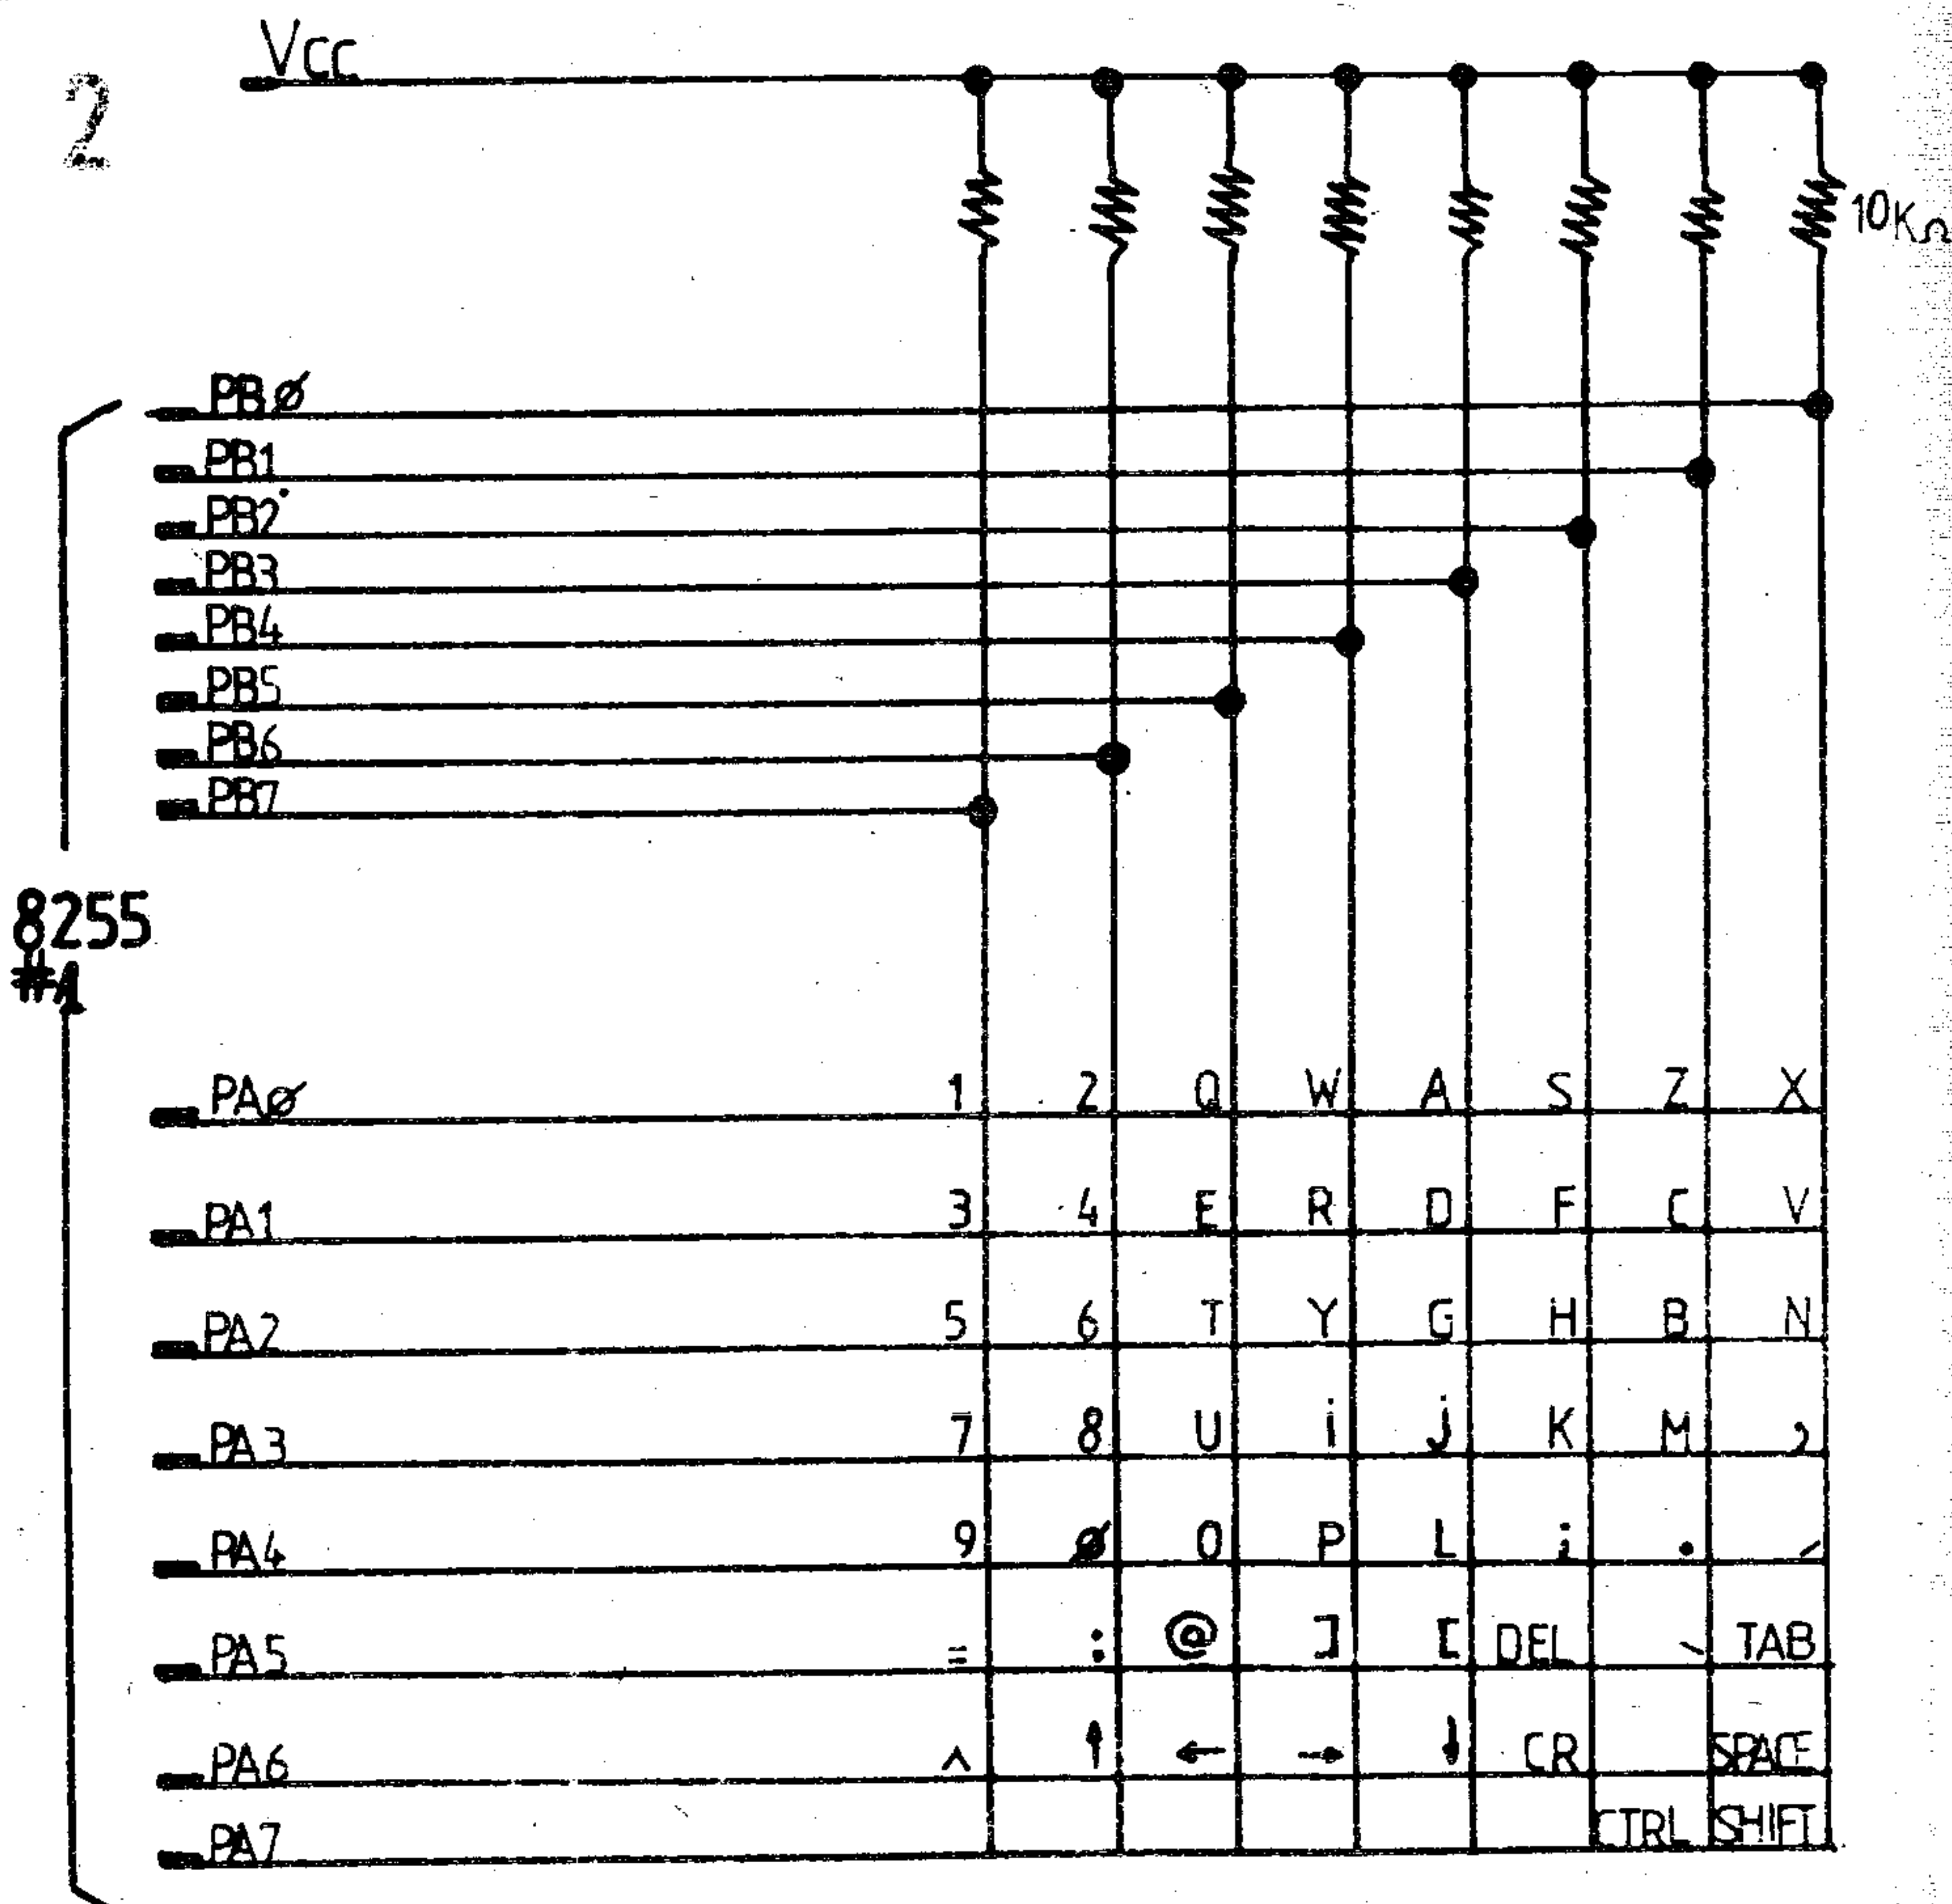 Vcc
2
10KΩ
PBø
PB1
PB2
PB3
PB4
PB5
PB6
PB7
8255
#1
PAø 1 2 Q W A S Z X
PA1 3 4 E R D F C V
PA2 5 6 T Y G H B N
PA3 7 8 U i j K M ,
PA4 9 ø O P L ; . /
PA5 = : @ ] [ DEL \ TAB
PA6 ^ ↑ ← → ↓ CR SPACE
PA7 CTRL SHIFT